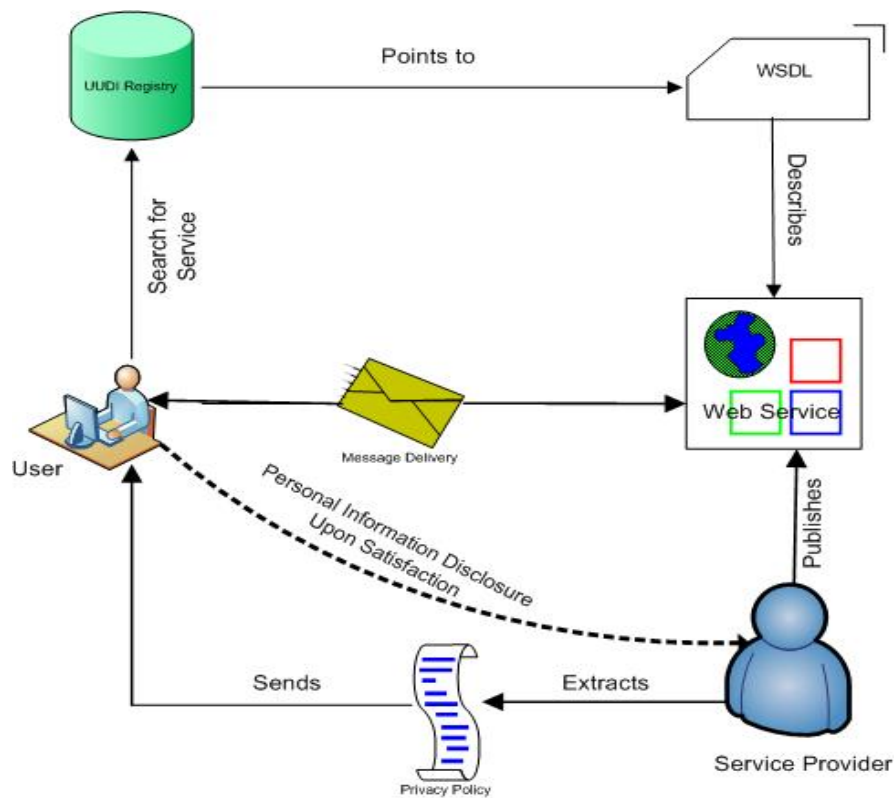 Points to
UUDI Registry
WSDL
Search for
Service
Describes
Web Service
User
Message Delivery
Personal Information Disclosure
Upon Satisfaction
Publishes
Sends
Extracts
Service Provider
Privacy Policy